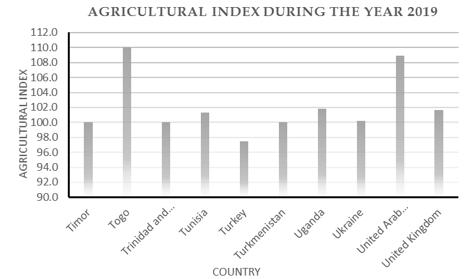 AGRICULTURAL INDEX DURING THE YEAR 2019
112.0
110.0
108.0
106.0
104.0
102.0
100.0
98.0
96.0
94.0
92.0
90.0
AGRICULTURAL INDEX
Timor
Togo
Trinidad and...
Tunisia
Turkey
Turkmenistan
Uganda
Ukraine
United Arab...
United Kingdom
COUNTRY